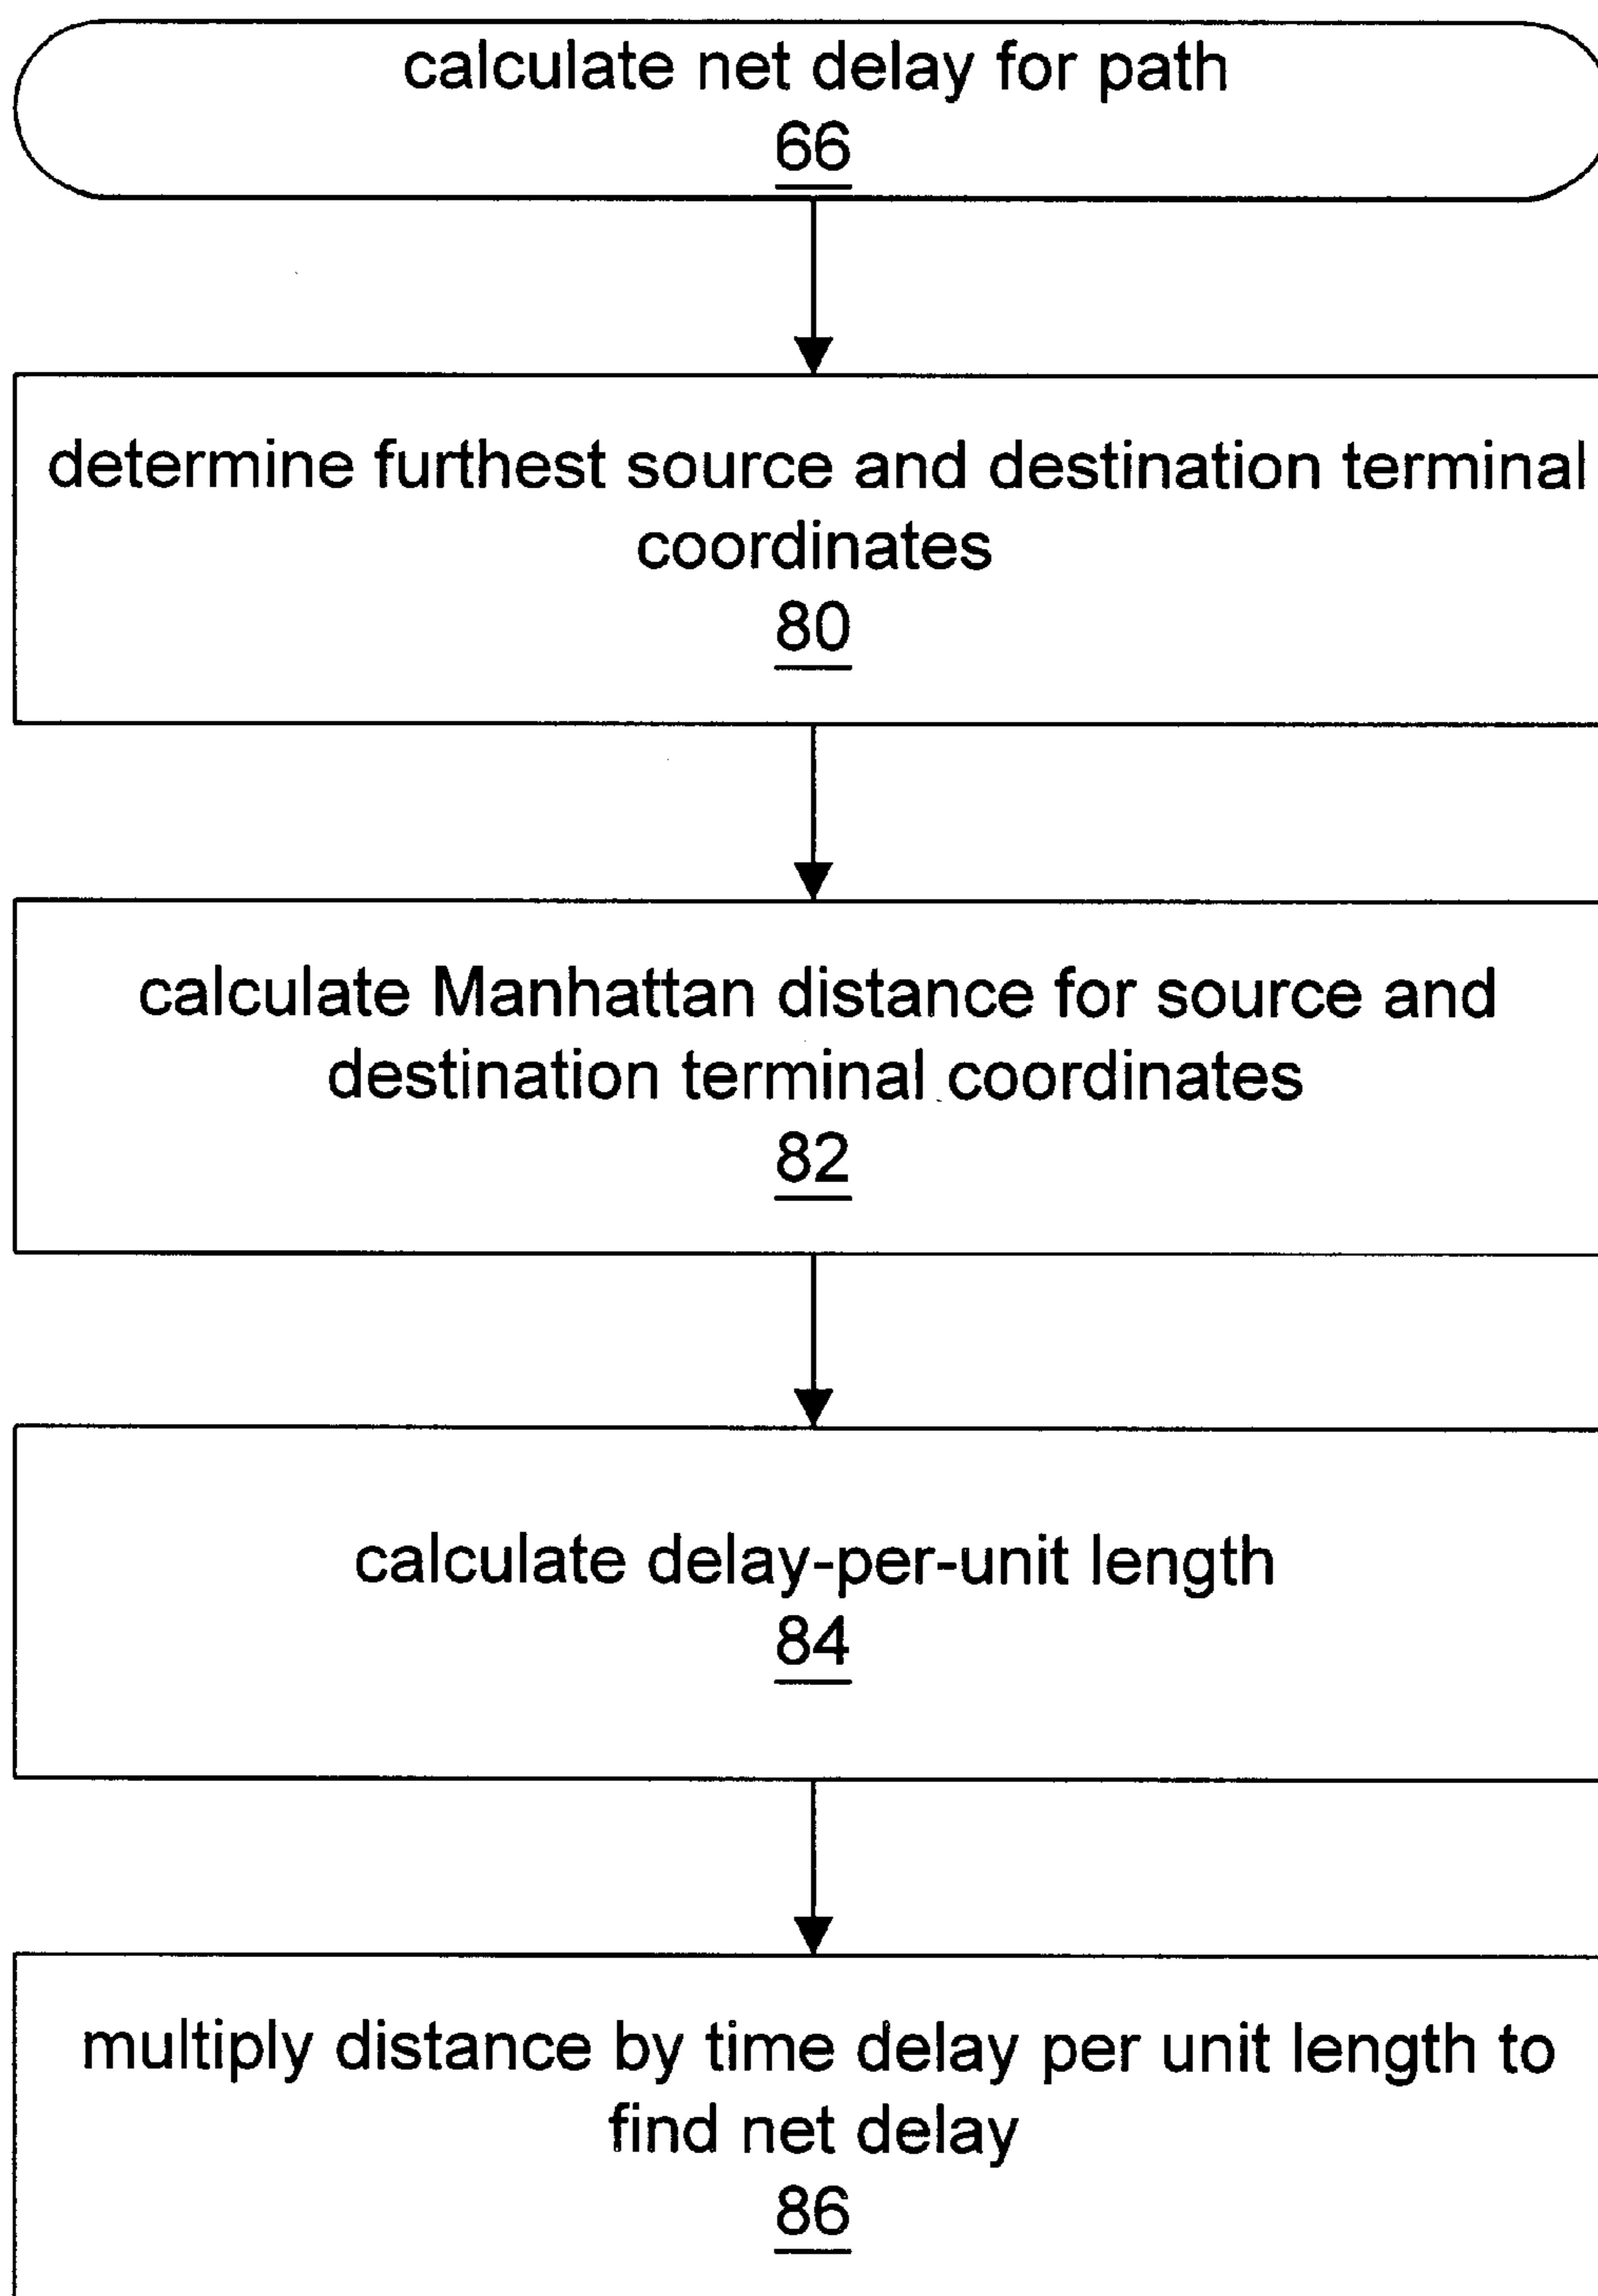 calculate net delay for path
66
determine furthest source and destination terminal
coordinates
80
calculate Manhattan distance for source and
destination terminal coordinates
82
calculate delay-per-unit length
84
multiply distance by time delay per unit length to
find net delay
86